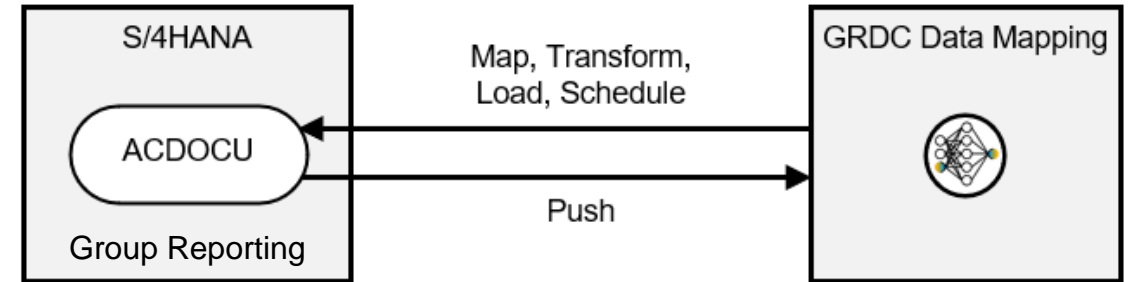 S/4HANA
ACDOCU
Group Reporting
Map, Transform,
Load, Schedule
Push
GRDC Data Mapping